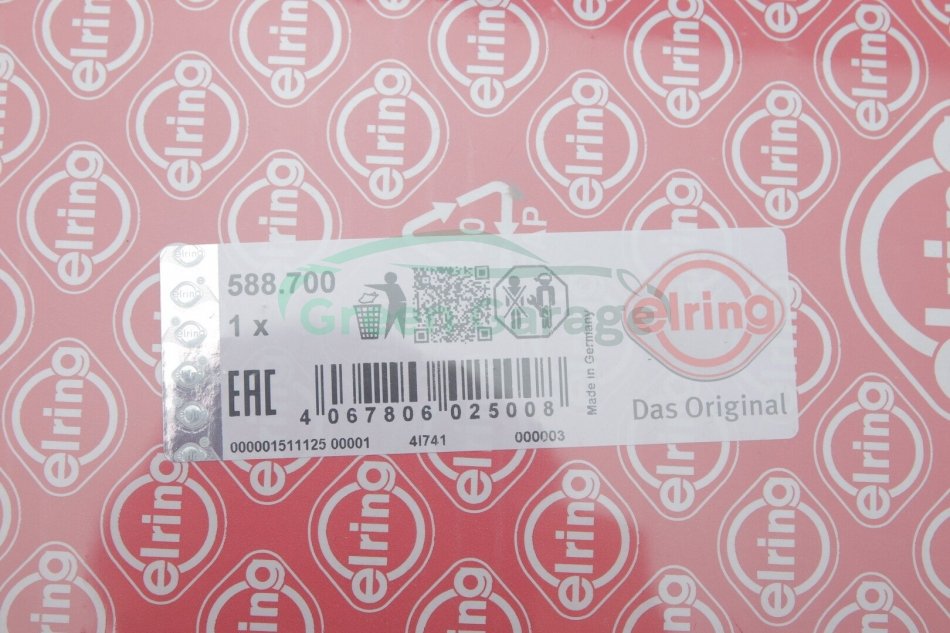 elring
588.700
1 x
Green Garage
EAC
4 067806 025008
Made in Germany
elring
Das Original
000001511125 00001 4I741 000003